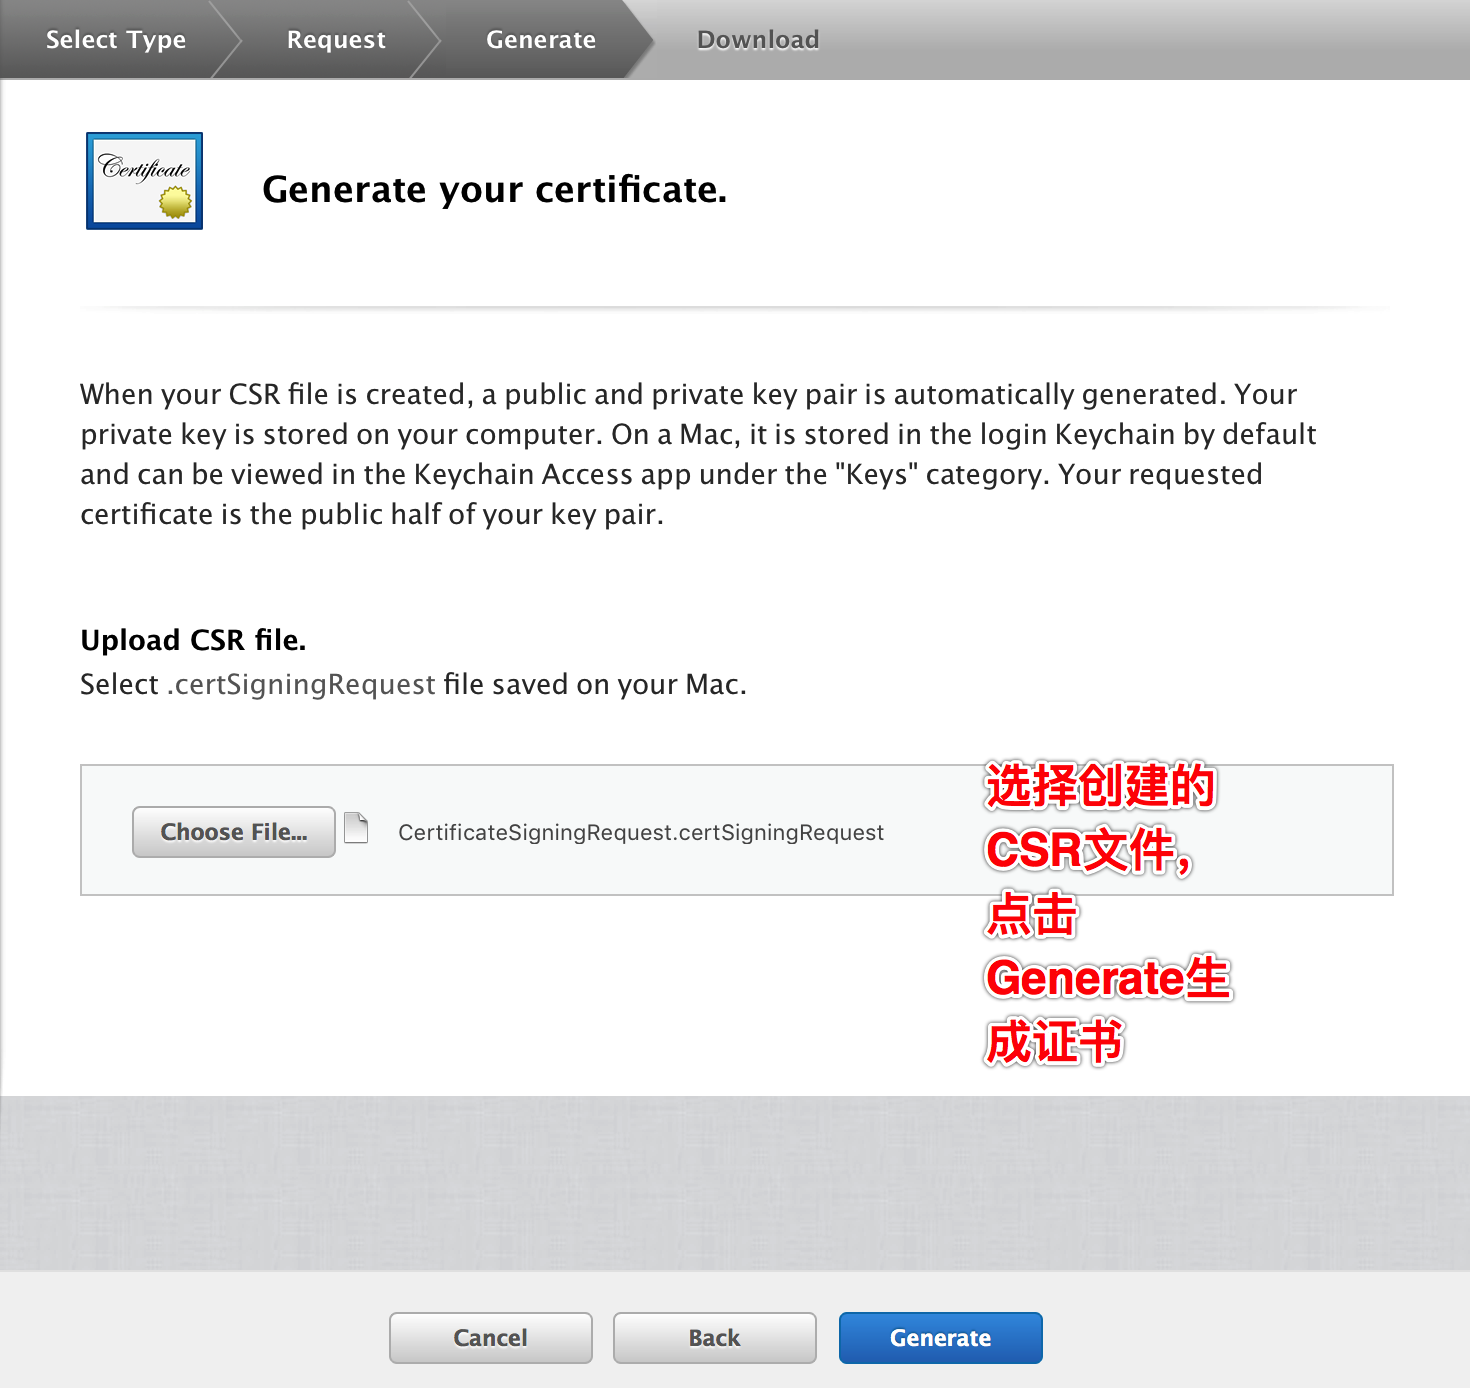 Select Type
Request
Generate
Download
Certificate
Generate your certificate.
When your CSR file is created, a public and private key pair is automatically generated. Your
private key is stored on your computer. On a Mac, it is stored in the login Keychain by default
and can be viewed in the Keychain Access app under the "Keys" category. Your requested
certificate is the public half of your key pair.
Upload CSR file.
Select .certSigningRequest file saved on your Mac.
Choose File...
CertificateSigningRequest.certSigningRequest
选择创建的
CSR文件，
点击
Generate生
成证书
Cancel
Back
Generate